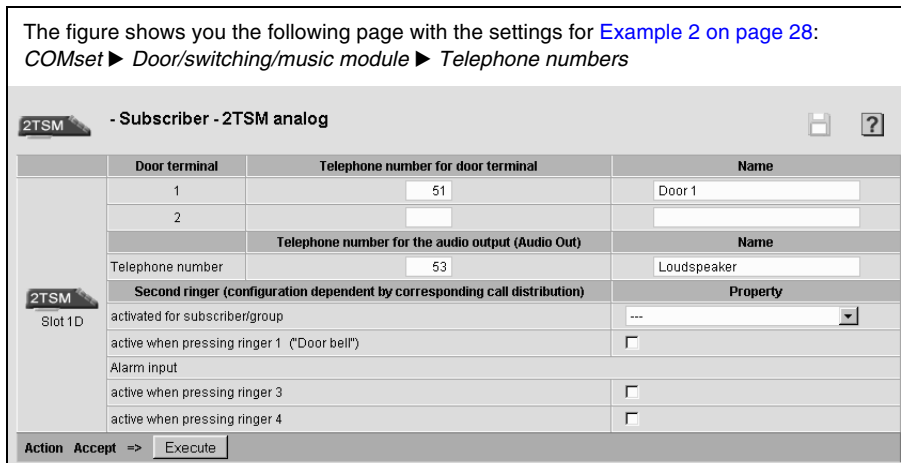 The figure shows you the following page with the settings for Example 2 on page 28:
COMset ▶ Door/switching/music module ▶ Telephone numbers
2TSM - Subscriber - 2TSM analog ?
Door terminal Telephone number for door terminal Name
1 51 Door 1
2
Telephone number for the audio output (Audio Out) Name
Telephone number 53 Loudspeaker
2TSM
Slot 1D
Second ringer (configuration dependent by corresponding call distribution) Property
activated for subscriber/group ---
active when pressing ringer 1 ("Door bell")
Alarm input
active when pressing ringer 3
active when pressing ringer 4
Action Accept => Execute